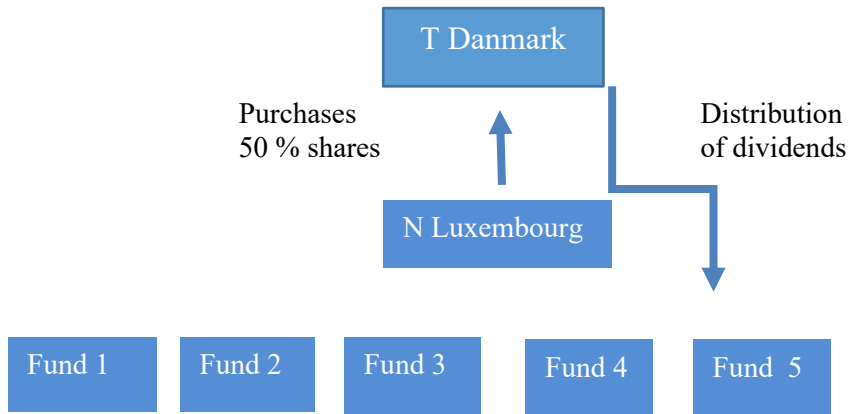 T Danmark
Purchases
50 % shares
Distribution
of dividends
N Luxembourg
Fund 1
Fund 2
Fund 3
Fund 4
Fund 5